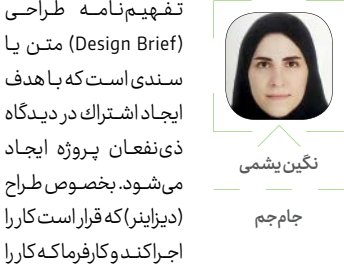 نگین یشمی
جام‌جم
تفهیم‌نامه طراحی
(Design Brief) متن یا
سندی است که با هدف
ایجاد اشتراك در دیدگاه
ذی‌نفعان پروژه ایجاد
می‌شود. بخصوص طراح
(دیزاینر) که قرار است کار را
اجرا کند و کارفرما که کار را